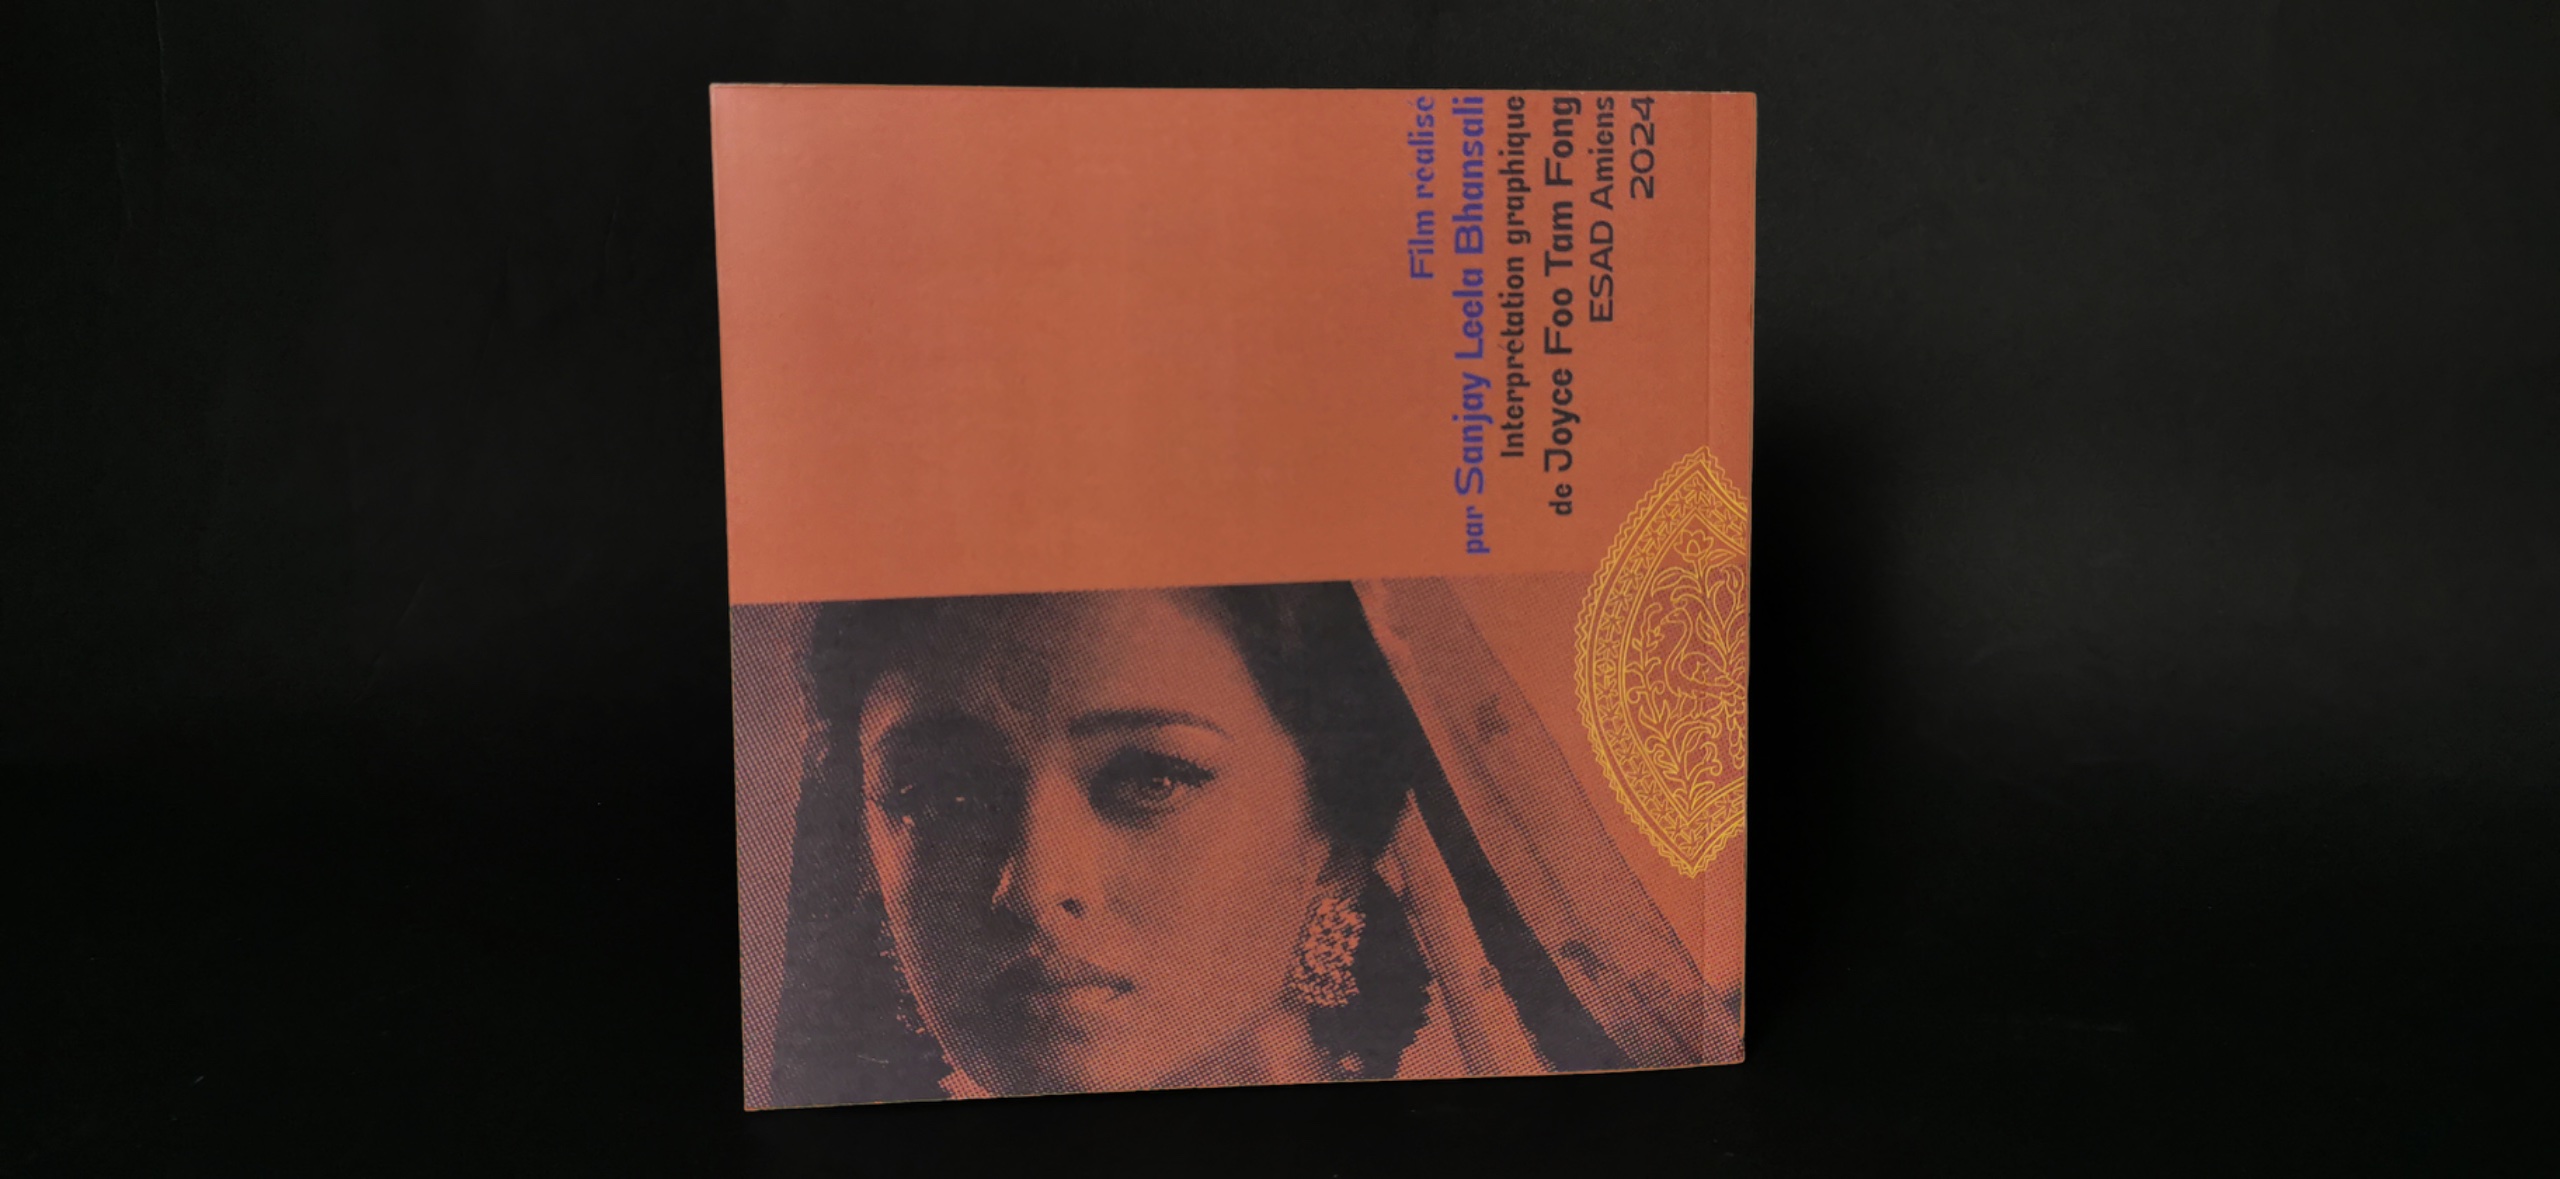 Film réalisé
par Sanjay Leela Bhansali
Interprétation graphique
de Joyce Foo Tam Fong
ESAD Amiens
2024